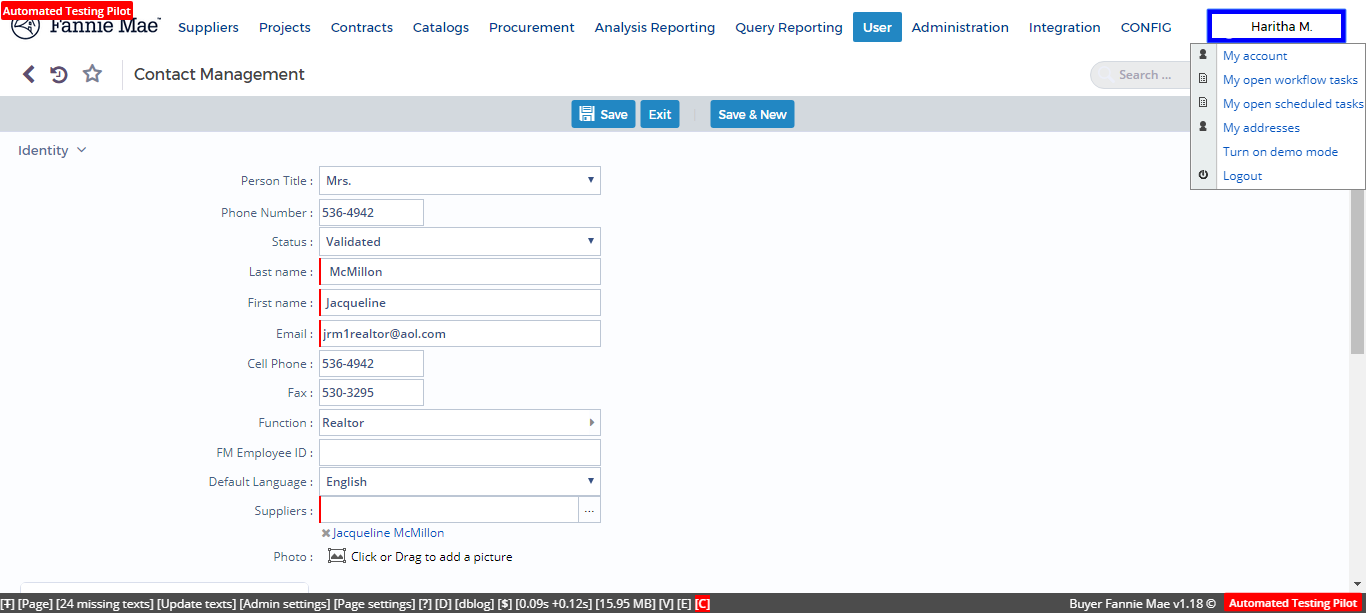 Automated Testing Pilot
Fannie Mae Suppliers Projects Contracts Catalogs Procurement Analysis Reporting Query Reporting User Administration Integration CONFIG Haritha M.
My account
My open workflow tasks
My open scheduled tasks
My addresses
Turn on demo mode
Logout
Contact Management Search ...
Save Exit Save & New
Identity
Person Title : Mrs.
Phone Number : 536-4942
Status : Validated
Last name : McMillon
First name : Jacqueline
Email : jrm1realtor@aol.com
Cell Phone : 536-4942
Fax : 530-3295
Function : Realtor
FM Employee ID :
Default Language : English
Suppliers : ...
Jacqueline McMillon
Photo : Click or Drag to add a picture
[Ŧ] [Page] [24 missing texts] [Update texts] [Admin settings] [Page settings] [?] [D] [dblog] [$] [0.09s +0.12s] [15.95 MB] [V] [E] [C] Buyer Fannie Mae v1.18 © Automated Testing Pilot